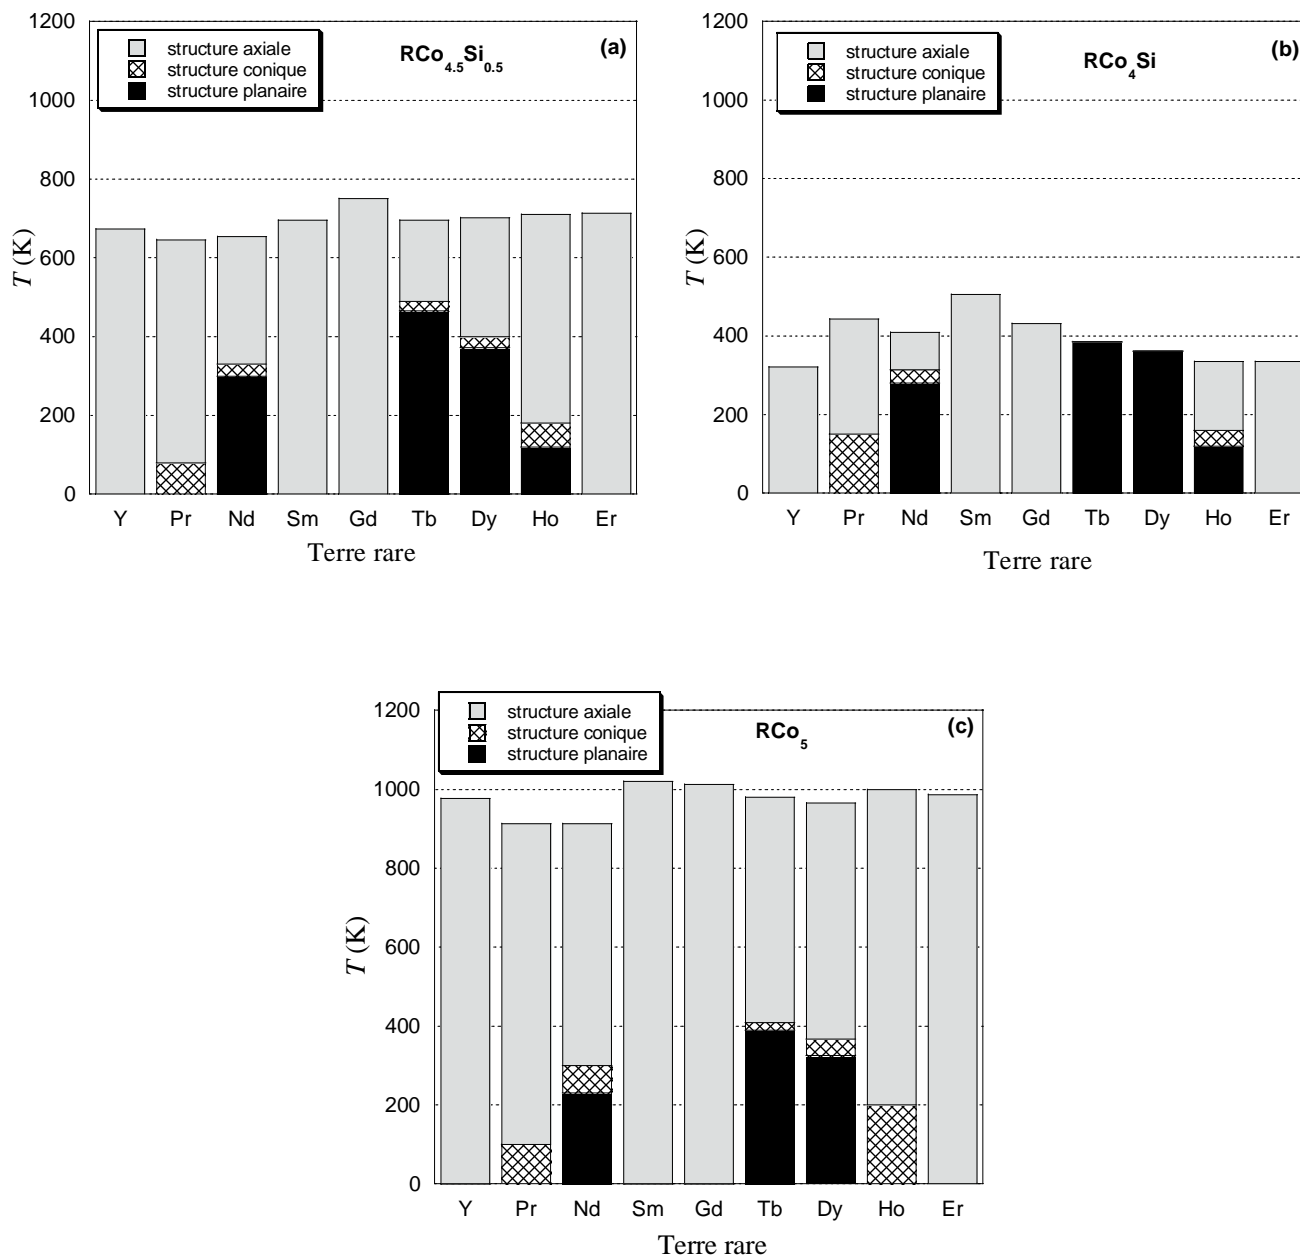 structure axiale
structure conique
structure planaire
RCo4.5Si0.5
(a)
1200
1000
800
600
400
200
0
T (K)
Y Pr Nd Sm Gd Tb Dy Ho Er
Terre rare
structure axiale
structure conique
structure planaire
RCo4Si
(b)
1200
1000
800
600
400
200
0
T (K)
Y Pr Nd Sm Gd Tb Dy Ho Er
Terre rare
structure axiale
structure conique
structure planaire
RCo5
(c)
1200
1000
800
600
400
200
0
T (K)
Y Pr Nd Sm Gd Tb Dy Ho Er
Terre rare